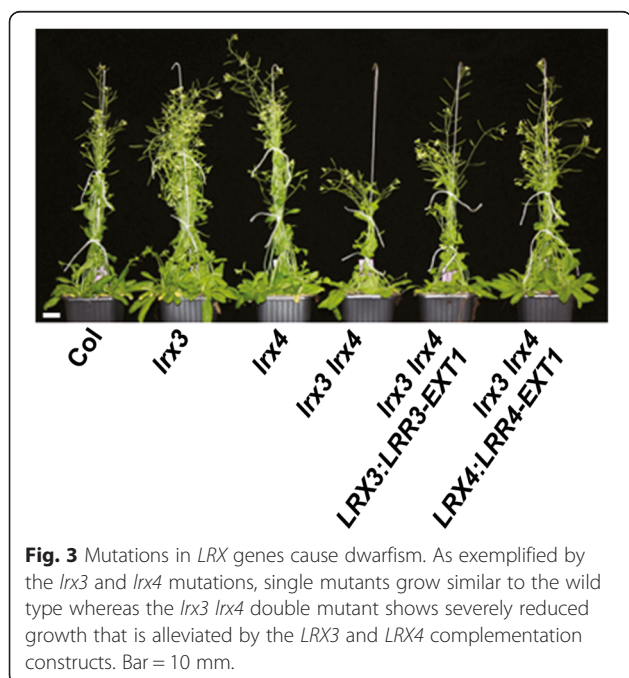 Col
lrx3
lrx4
lrx3 lrx4
lrx3 lrx4
LRX3:LRR3-EXT1
lrx3 lrx4
LRX4:LRR4-EXT1
Fig. 3 Mutations in LRX genes cause dwarfism. As exemplified by
the lrx3 and lrx4 mutations, single mutants grow similar to the wild
type whereas the lrx3 lrx4 double mutant shows severely reduced
growth that is alleviated by the LRX3 and LRX4 complementation
constructs. Bar = 10 mm.